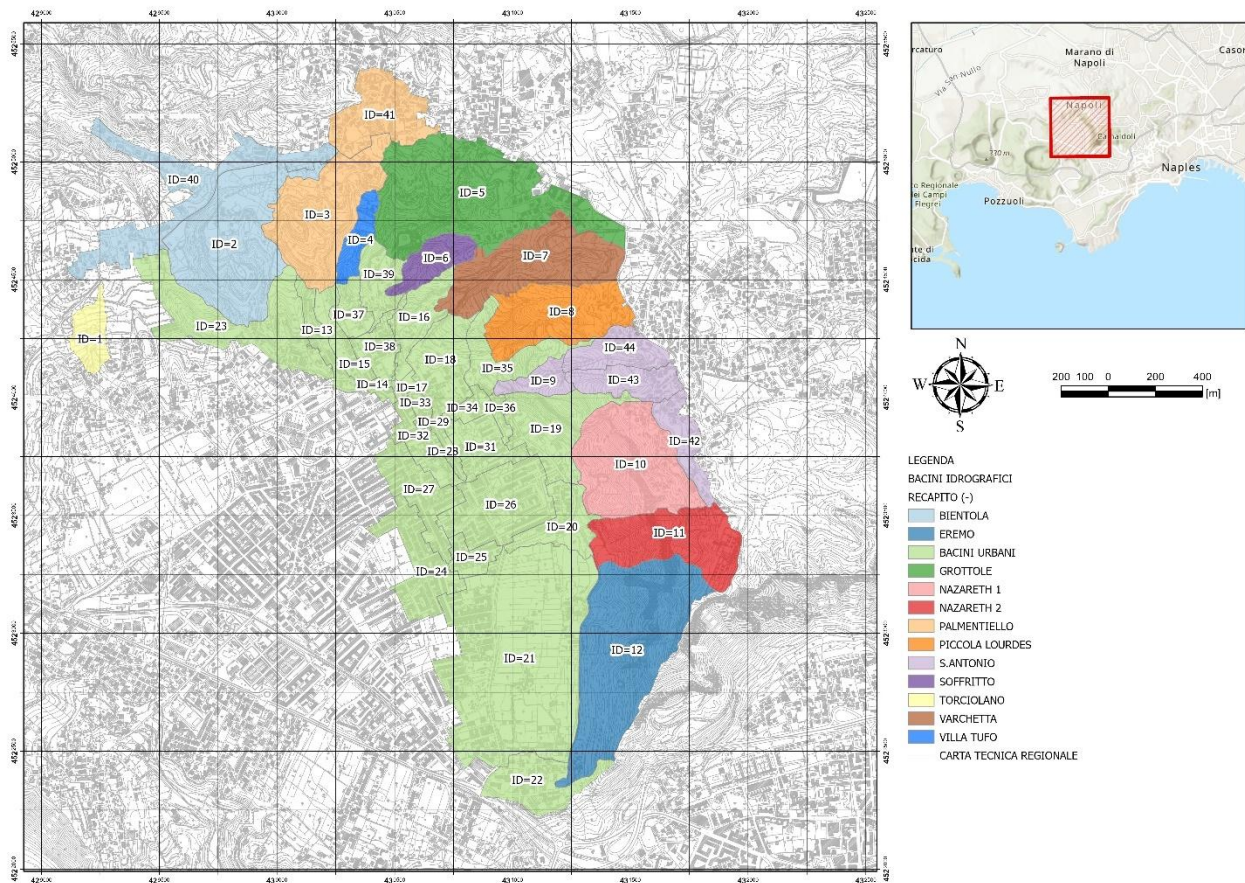 ID=41
ID=40
ID=5
ID=3
ID=4
ID=2
ID=6
ID=7
ID=39
ID=8
ID=37
ID=16
ID=23
ID=13
ID=1
ID=38
ID=44
ID=18
ID=15
ID=35
ID=9
ID=43
ID=14
ID=17
ID=33
ID=34
ID=36
ID=29
ID=19
ID=32
ID=42
ID=31
ID=28
ID=10
ID=27
ID=26
ID=20
ID=11
ID=25
ID=24
ID=12
ID=21
ID=22
Marano di
Napoli
Via San Nullo
Napoli
Camaldoli
Naples
Pozzuoli
N
W E
S
200 100 0 200 400
[m]
LEGENDA
BACINI IDROGRAFICI
RECAPITO (-)
BIENTOLA
EREMO
BACINI URBANI
GROTTOLE
NAZARETH 1
NAZARETH 2
PALMENTIELLO
PICCOLA LOURDES
S.ANTONIO
SOFFRITTO
TORCIOLANO
VARCHETTA
VILLA TUFO
CARTA TECNICA REGIONALE